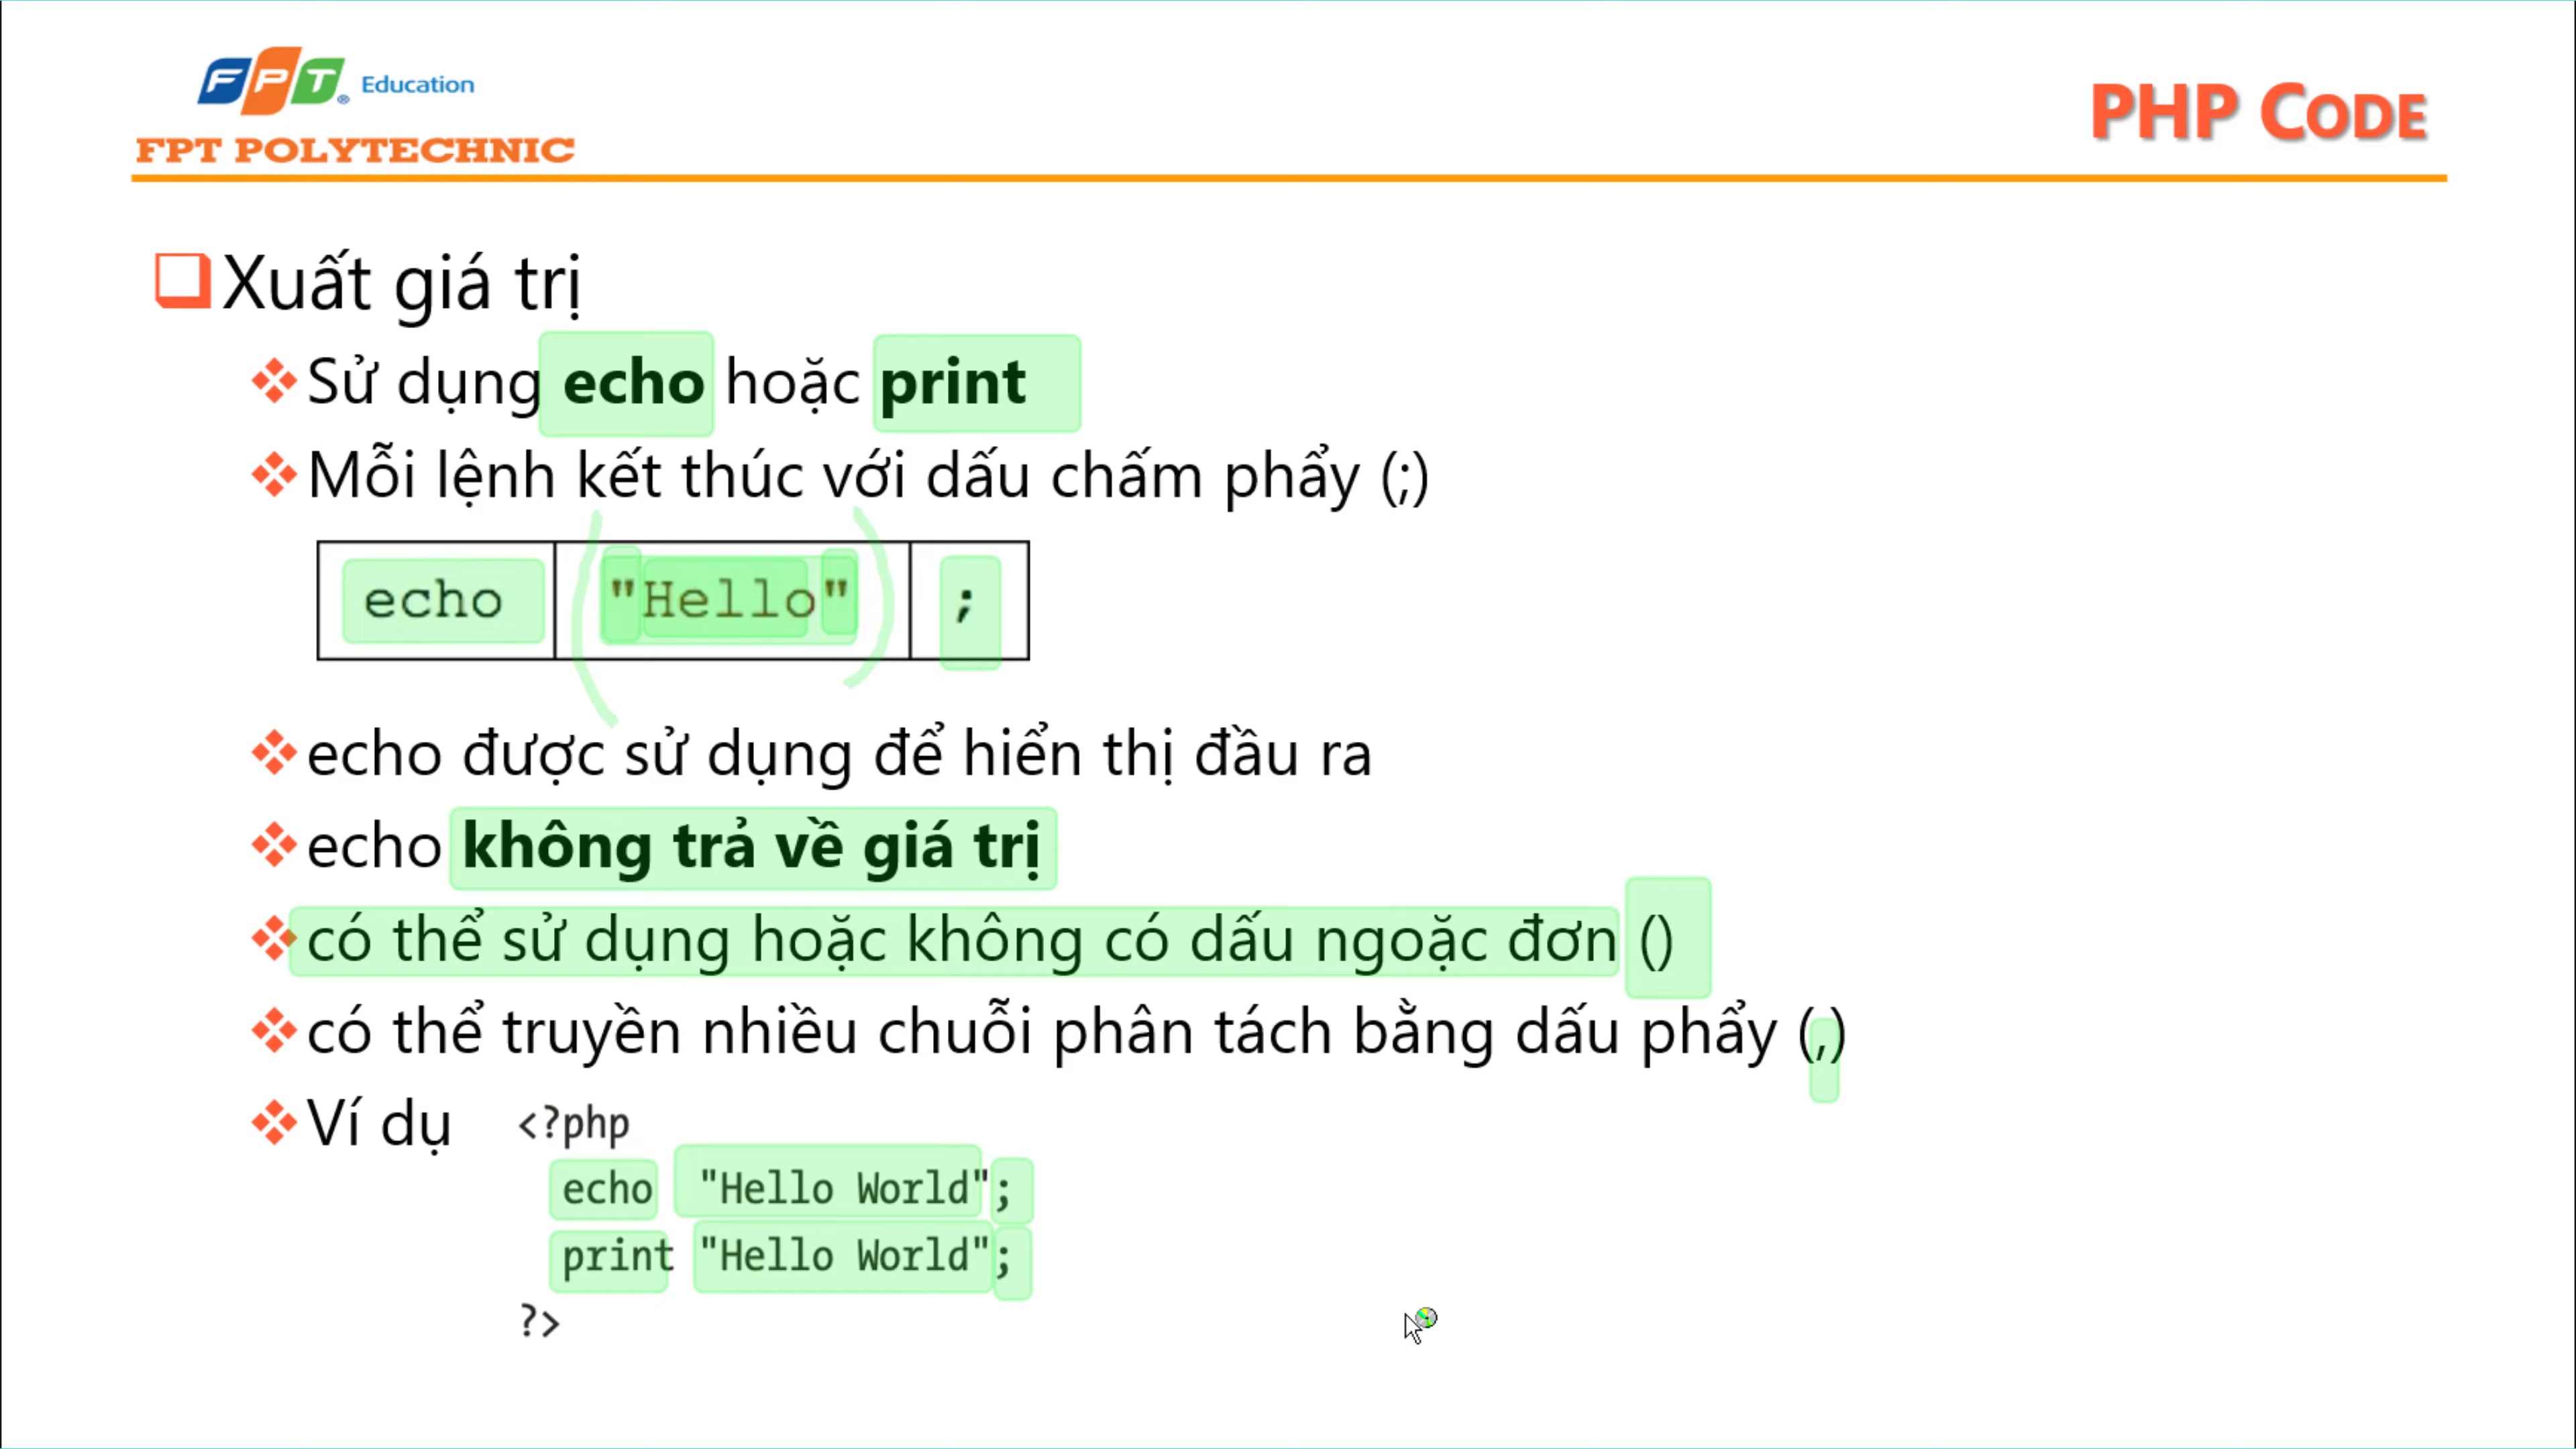 FPT Education
FPT POLYTECHNIC
PHP CODE
Xuất giá trị
Sử dụng echo hoặc print
Mỗi lệnh kết thúc với dấu chấm phẩy (;)
echo "Hello" ;
echo được sử dụng để hiển thị đầu ra
echo không trả về giá trị
có thể sử dụng hoặc không có dấu ngoặc đơn ()
có thể truyền nhiều chuỗi phân tách bằng dấu phẩy (,)
Ví dụ <?php
echo "Hello World";
print "Hello World";
?>